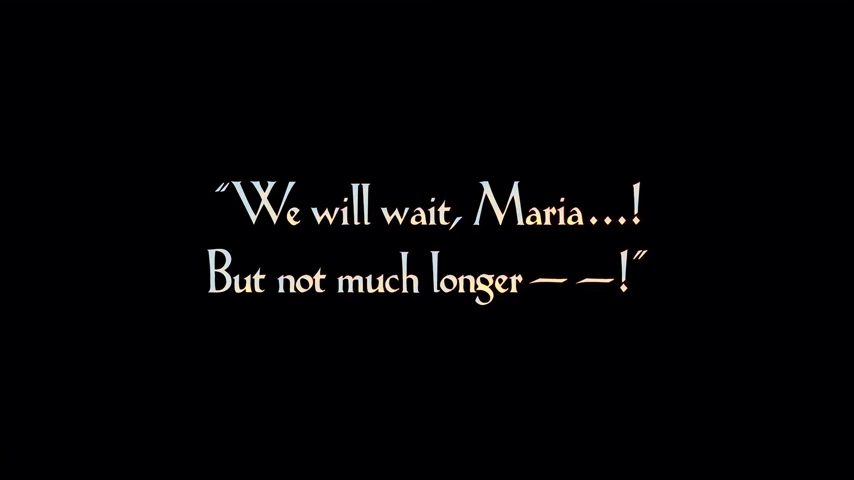 “We will wait, Maria...!
But not much longer — —!”